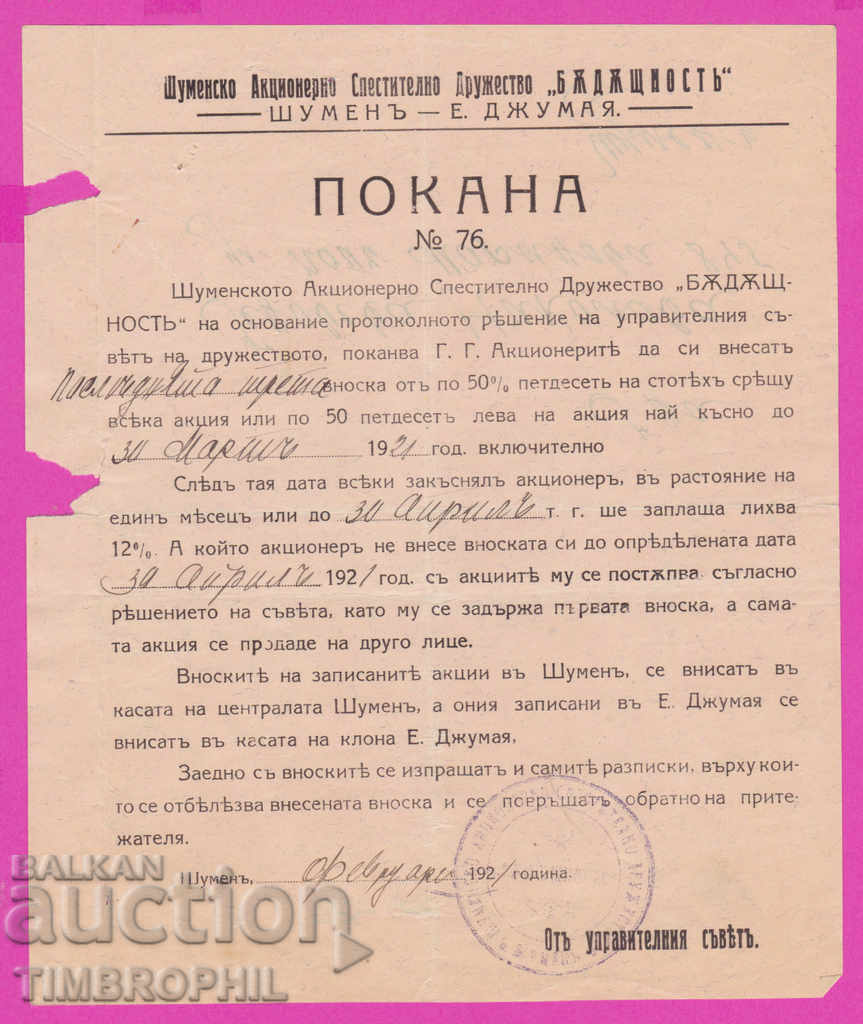 Шуменско Акционерно Спестително Дружество „БѪДѪЩНОСТЬ“
ШУМЕНЪ — Е. ДЖУМАЯ.
ПОКАНА
№ 76.
Шуменското Акционерно Спестително Дружество „БѪДѪЩ-
НОСТЬ“ на основание протоколното рѣшение на управителния съ-
вѣтъ на дружеството, поканва Г. Г. Акционеритѣ да си внесатъ
Последнята трета вноска отъ по 50% петдесеть на стотѣхъ срѣщу
всѣка акция или по 50 петдесетъ лева на акция най късно до
30 Мартъ 1921 год. включително
Слѣдъ тая дата всѣки закъснялъ акционеръ, въ растояние на
единъ мѣсецъ или до 30 Априлъ т. г. ше заплаща лихва
12%. А който акционеръ не внесе вноската си до опрѣдѣлената дата
30 Априлъ 1921 год. съ акциитѣ му се постѫпва съгласно
рѣшението на съвѣта, като му се задържа първата вноска, а сама-
та акция се продаде на друго лице.
Вноскитѣ на записанитѣ акции въ Шуменъ, се внисатъ въ
касата на централата Шуменъ, а ония записани въ Е. Джумая се
внисатъ въ касата на клона Е. Джумая,
Заедно съ вноскитѣ се изпращатъ и самитѣ разписки, върху кои-
то се отбѣлѣзва внесената вноска и се повръщатъ обратно на прите-
жателя.
Шуменъ, Февруари 1921 година.
Отъ управителния съвѣтъ.
BALKAN
auction
TIMBROPHIL